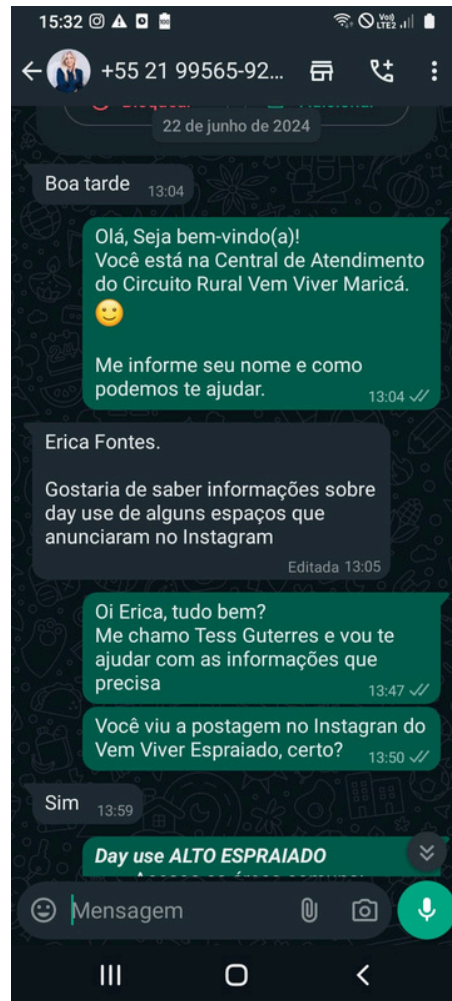 15:32
LTE2
+55 21 99565-92...
22 de junho de 2024
Boa tarde 13:04
Olá, Seja bem-vindo(a)!
Você está na Central de Atendimento
do Circuito Rural Vem Viver Maricá.
Me informe seu nome e como
podemos te ajudar.
13:04
Erica Fontes.
Gostaria de saber informações sobre
day use de alguns espaços que
anunciaram no Instagram
Editada 13:05
Oi Erica, tudo bem?
Me chamo Tess Guterres e vou te
ajudar com as informações que
precisa
13:47
Você viu a postagem no Instagran do
Vem Viver Espraiado, certo? 13:50
Sim 13:59
Day use ALTO ESPRAIADO
Mensagem